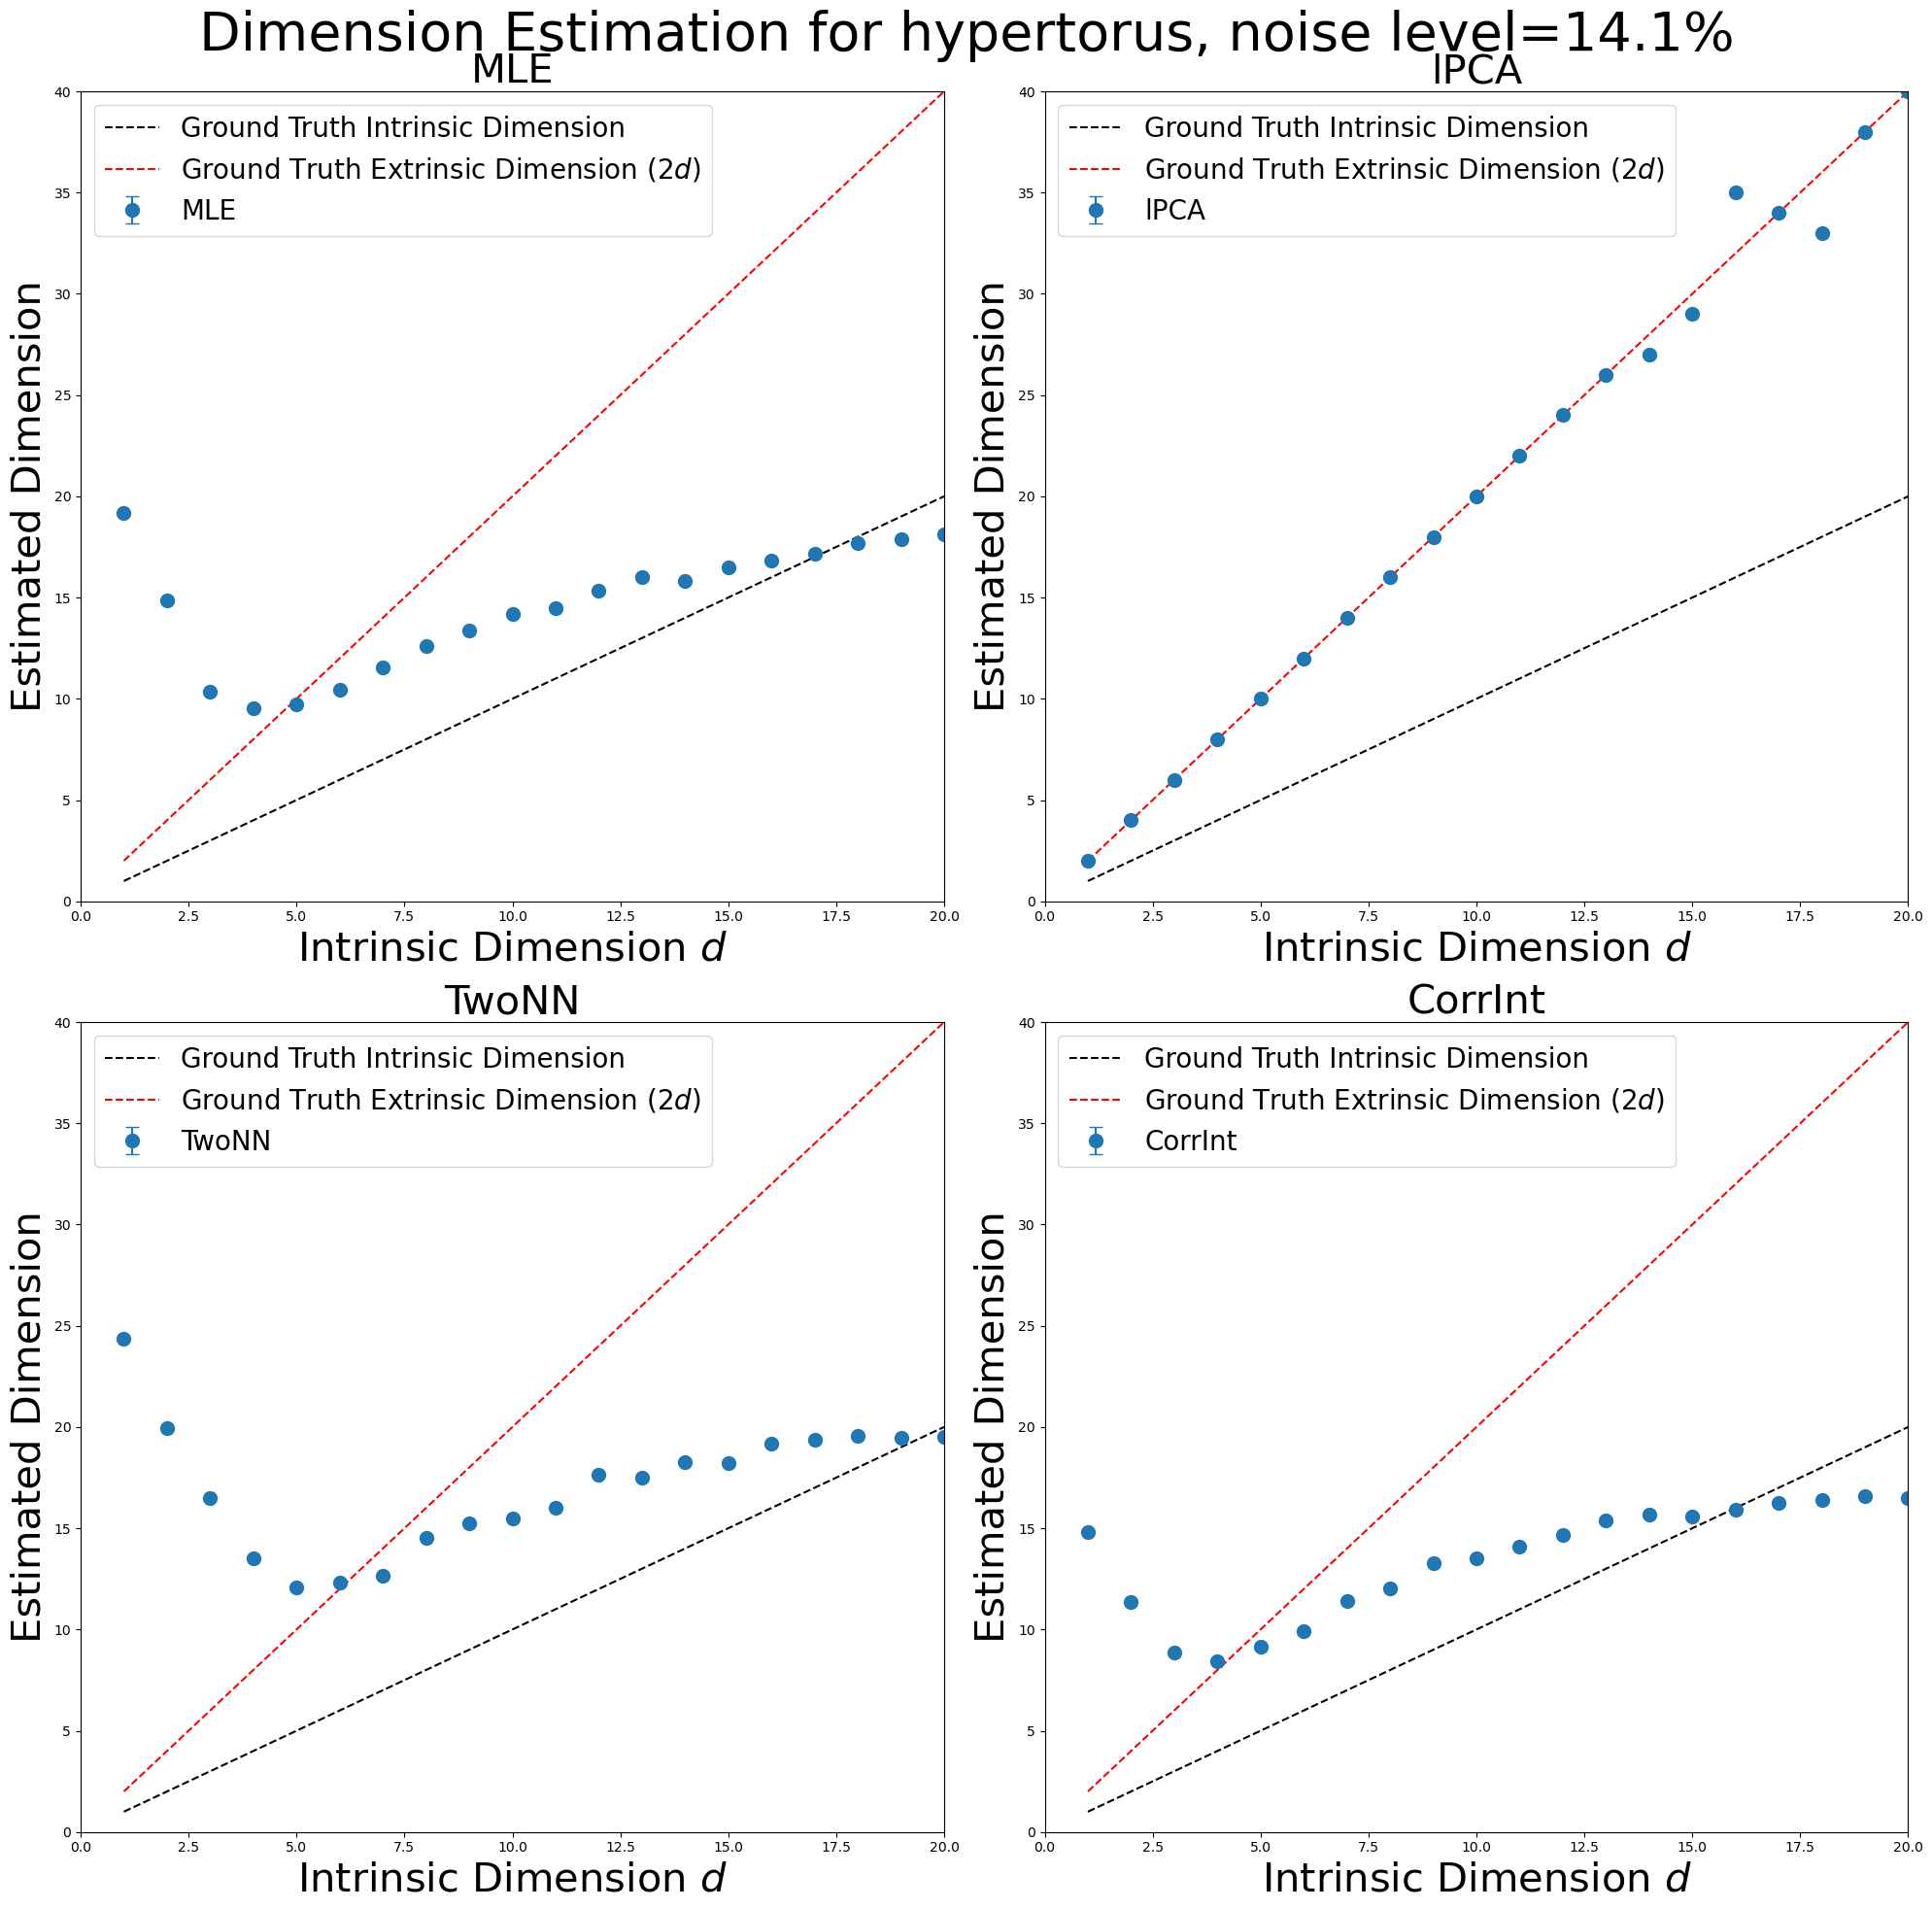 Dimension Estimation for hypertorus, noise level=14.1%
MLE
Ground Truth Intrinsic Dimension
Ground Truth Extrinsic Dimension (2d)
MLE
Estimated Dimension
40
35
30
25
20
15
10
5
0
0.0 2.5 5.0 7.5 10.0 12.5 15.0 17.5 20.0
Intrinsic Dimension d
lPCA
Ground Truth Intrinsic Dimension
Ground Truth Extrinsic Dimension (2d)
lPCA
Estimated Dimension
40
35
30
25
20
15
10
5
0
0.0 2.5 5.0 7.5 10.0 12.5 15.0 17.5 20.0
Intrinsic Dimension d
TwoNN
Ground Truth Intrinsic Dimension
Ground Truth Extrinsic Dimension (2d)
TwoNN
Estimated Dimension
40
35
30
25
20
15
10
5
0
0.0 2.5 5.0 7.5 10.0 12.5 15.0 17.5 20.0
Intrinsic Dimension d
CorrInt
Ground Truth Intrinsic Dimension
Ground Truth Extrinsic Dimension (2d)
CorrInt
Estimated Dimension
40
35
30
25
20
15
10
5
0
0.0 2.5 5.0 7.5 10.0 12.5 15.0 17.5 20.0
Intrinsic Dimension d